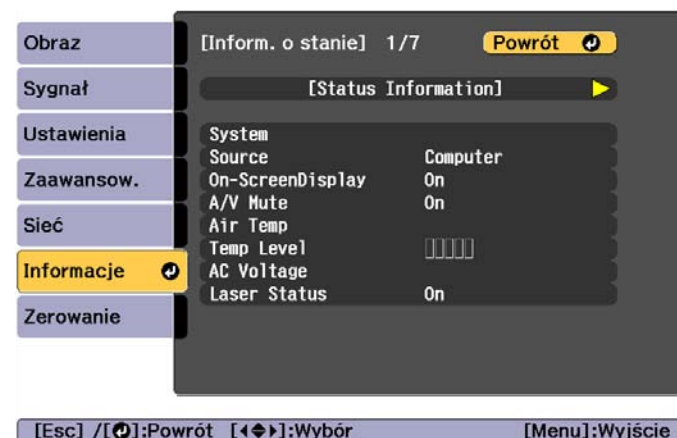 Obraz
Sygnał
Ustawienia
Zaawansow.
Sieć
Informacje
Zerowanie
[Inform. o stanie] 1/7 Powrót
[Status Information]
System
Source Computer
On-ScreenDisplay On
A/V Mute On
Air Temp
Temp Level
AC Voltage
Laser Status On
[Esc] /[ ]:Powrót [ ]:Wybór [Menu]:Wyjście